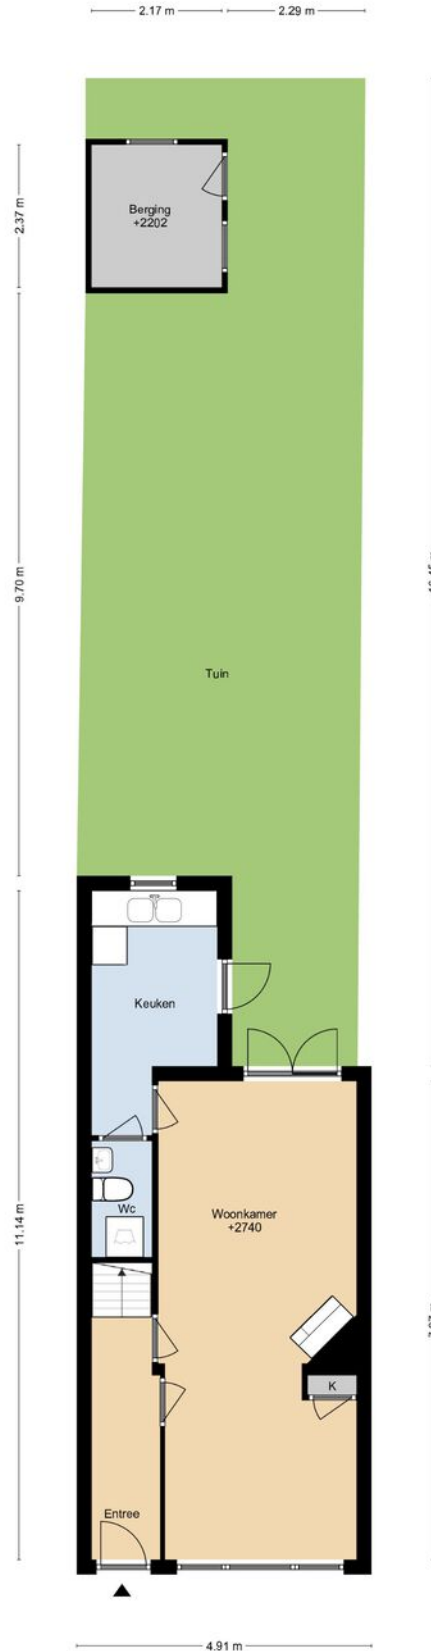 2.17 m
2.29 m
2.37 m
Berging
+2202
9.70 m
Tuin
Keuken
Wc
Woonkamer
+2740
11.14 m
K
Entree
4.91 m